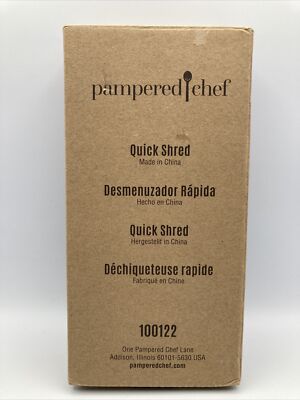 pampered chef
Quick Shred
Made in China
Desmenuzador Rápida
Hecho en China
Quick Shred
Hergestellt in China
Déchiqueteuse rapide
Fabriqué en Chine
100122
One Pampered Chef Lane
Addison, Illinois 60101-5630 USA
pamperedchef.com